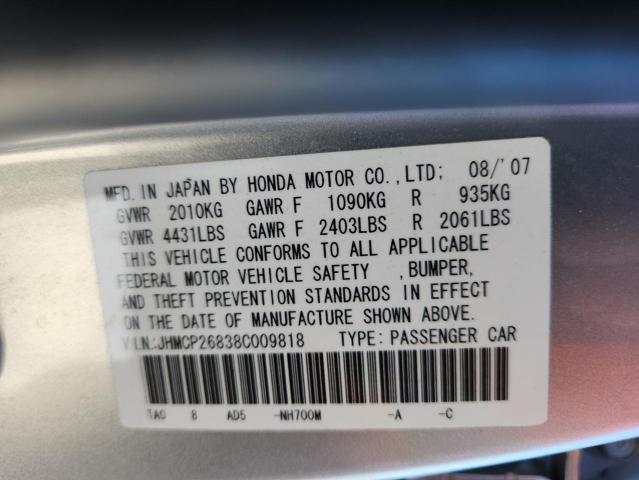 MFD. IN JAPAN BY HONDA MOTOR CO.,LTD; 08/'07
GVWR 2010KG GAWR F 1090KG R 935KG
GVWR 4431LBS GAWR F 2403LBS R 2061LBS
THIS VEHICLE CONFORMS TO ALL APPLICABLE
FEDERAL MOTOR VEHICLE SAFETY ,BUMPER,
AND THEFT PREVENTION STANDARDS IN EFFECT
ON THE DATE OF MANUFACTURE SHOWN ABOVE.
V.I.N.:JHMCP26838C009818 TYPE: PASSENGER CAR
TA0 8 AD5 -NH700M -A -C